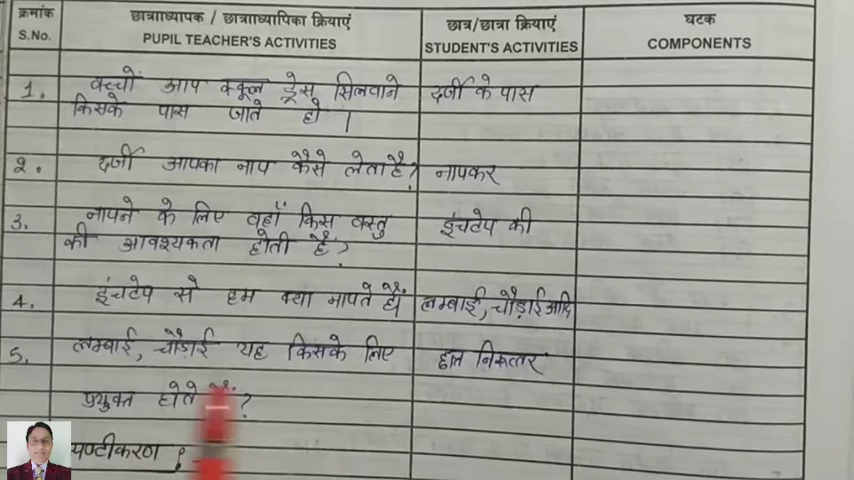 क्रमांक छात्राध्यापक / छात्राध्यापिका क्रियाएं छात्र/छात्रा क्रियाएं घटक
S.No. PUPIL TEACHER'S ACTIVITIES STUDENT'S ACTIVITIES COMPONENTS
1. बच्चों आप स्कूल ड्रेस सिलवाने दर्जी के पास
किसके पास जाते हो ।
2. दर्जी आपका नाप कैसे लेता है? नापकर
3. नापने के लिए वहाँ किस वस्तु इंचटेप की
की आवश्यकता होती है?
4. इंचटेप से हम क्या मापते हैं लम्बाई, चौड़ाई आदि
5. लम्बाई, चौड़ाई यह किसके लिए छात्र निरुत्तर
प्रयुक्त होते हैं?